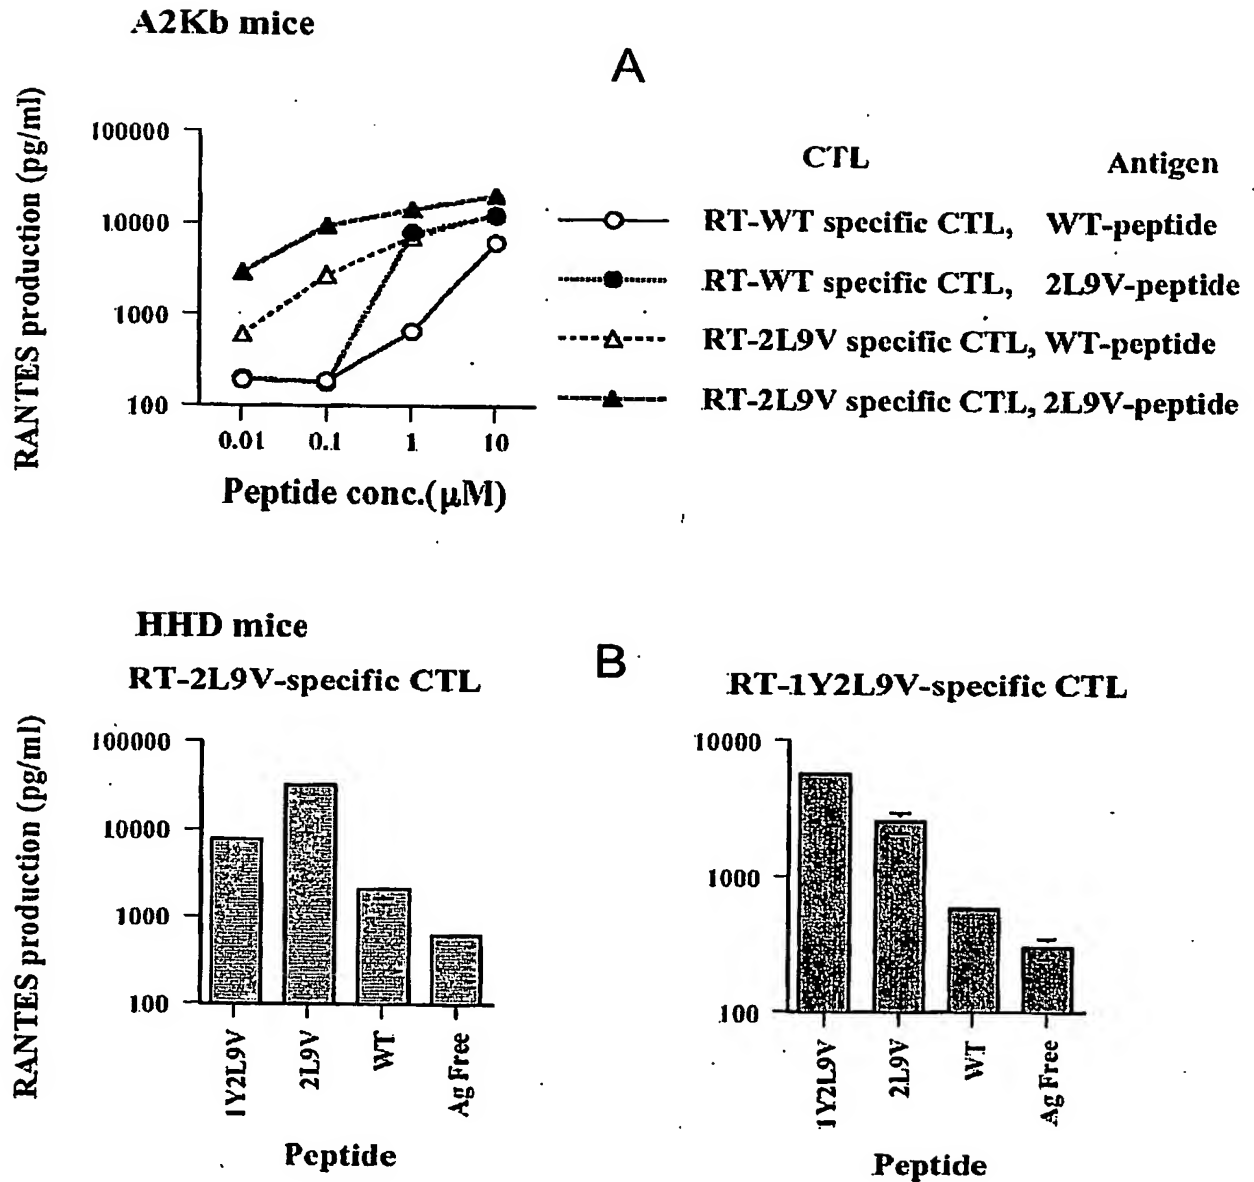 A2Kb mice
A
RANTES production (pg/ml)
100000
10000
1000
100
0.01 0.1 1 10
Peptide conc.(μM)
CTL Antigen
RT-WT specific CTL, WT-peptide
RT-WT specific CTL, 2L9V-peptide
RT-2L9V specific CTL, WT-peptide
RT-2L9V specific CTL, 2L9V-peptide
HHD mice
B
RT-2L9V-specific CTL
RANTES production (pg/ml)
100000
10000
1000
100
1Y2L9V 2L9V WT Ag Free
Peptide
RT-1Y2L9V-specific CTL
10000
1000
100
1Y2L9V 2L9V WT Ag Free
Peptide